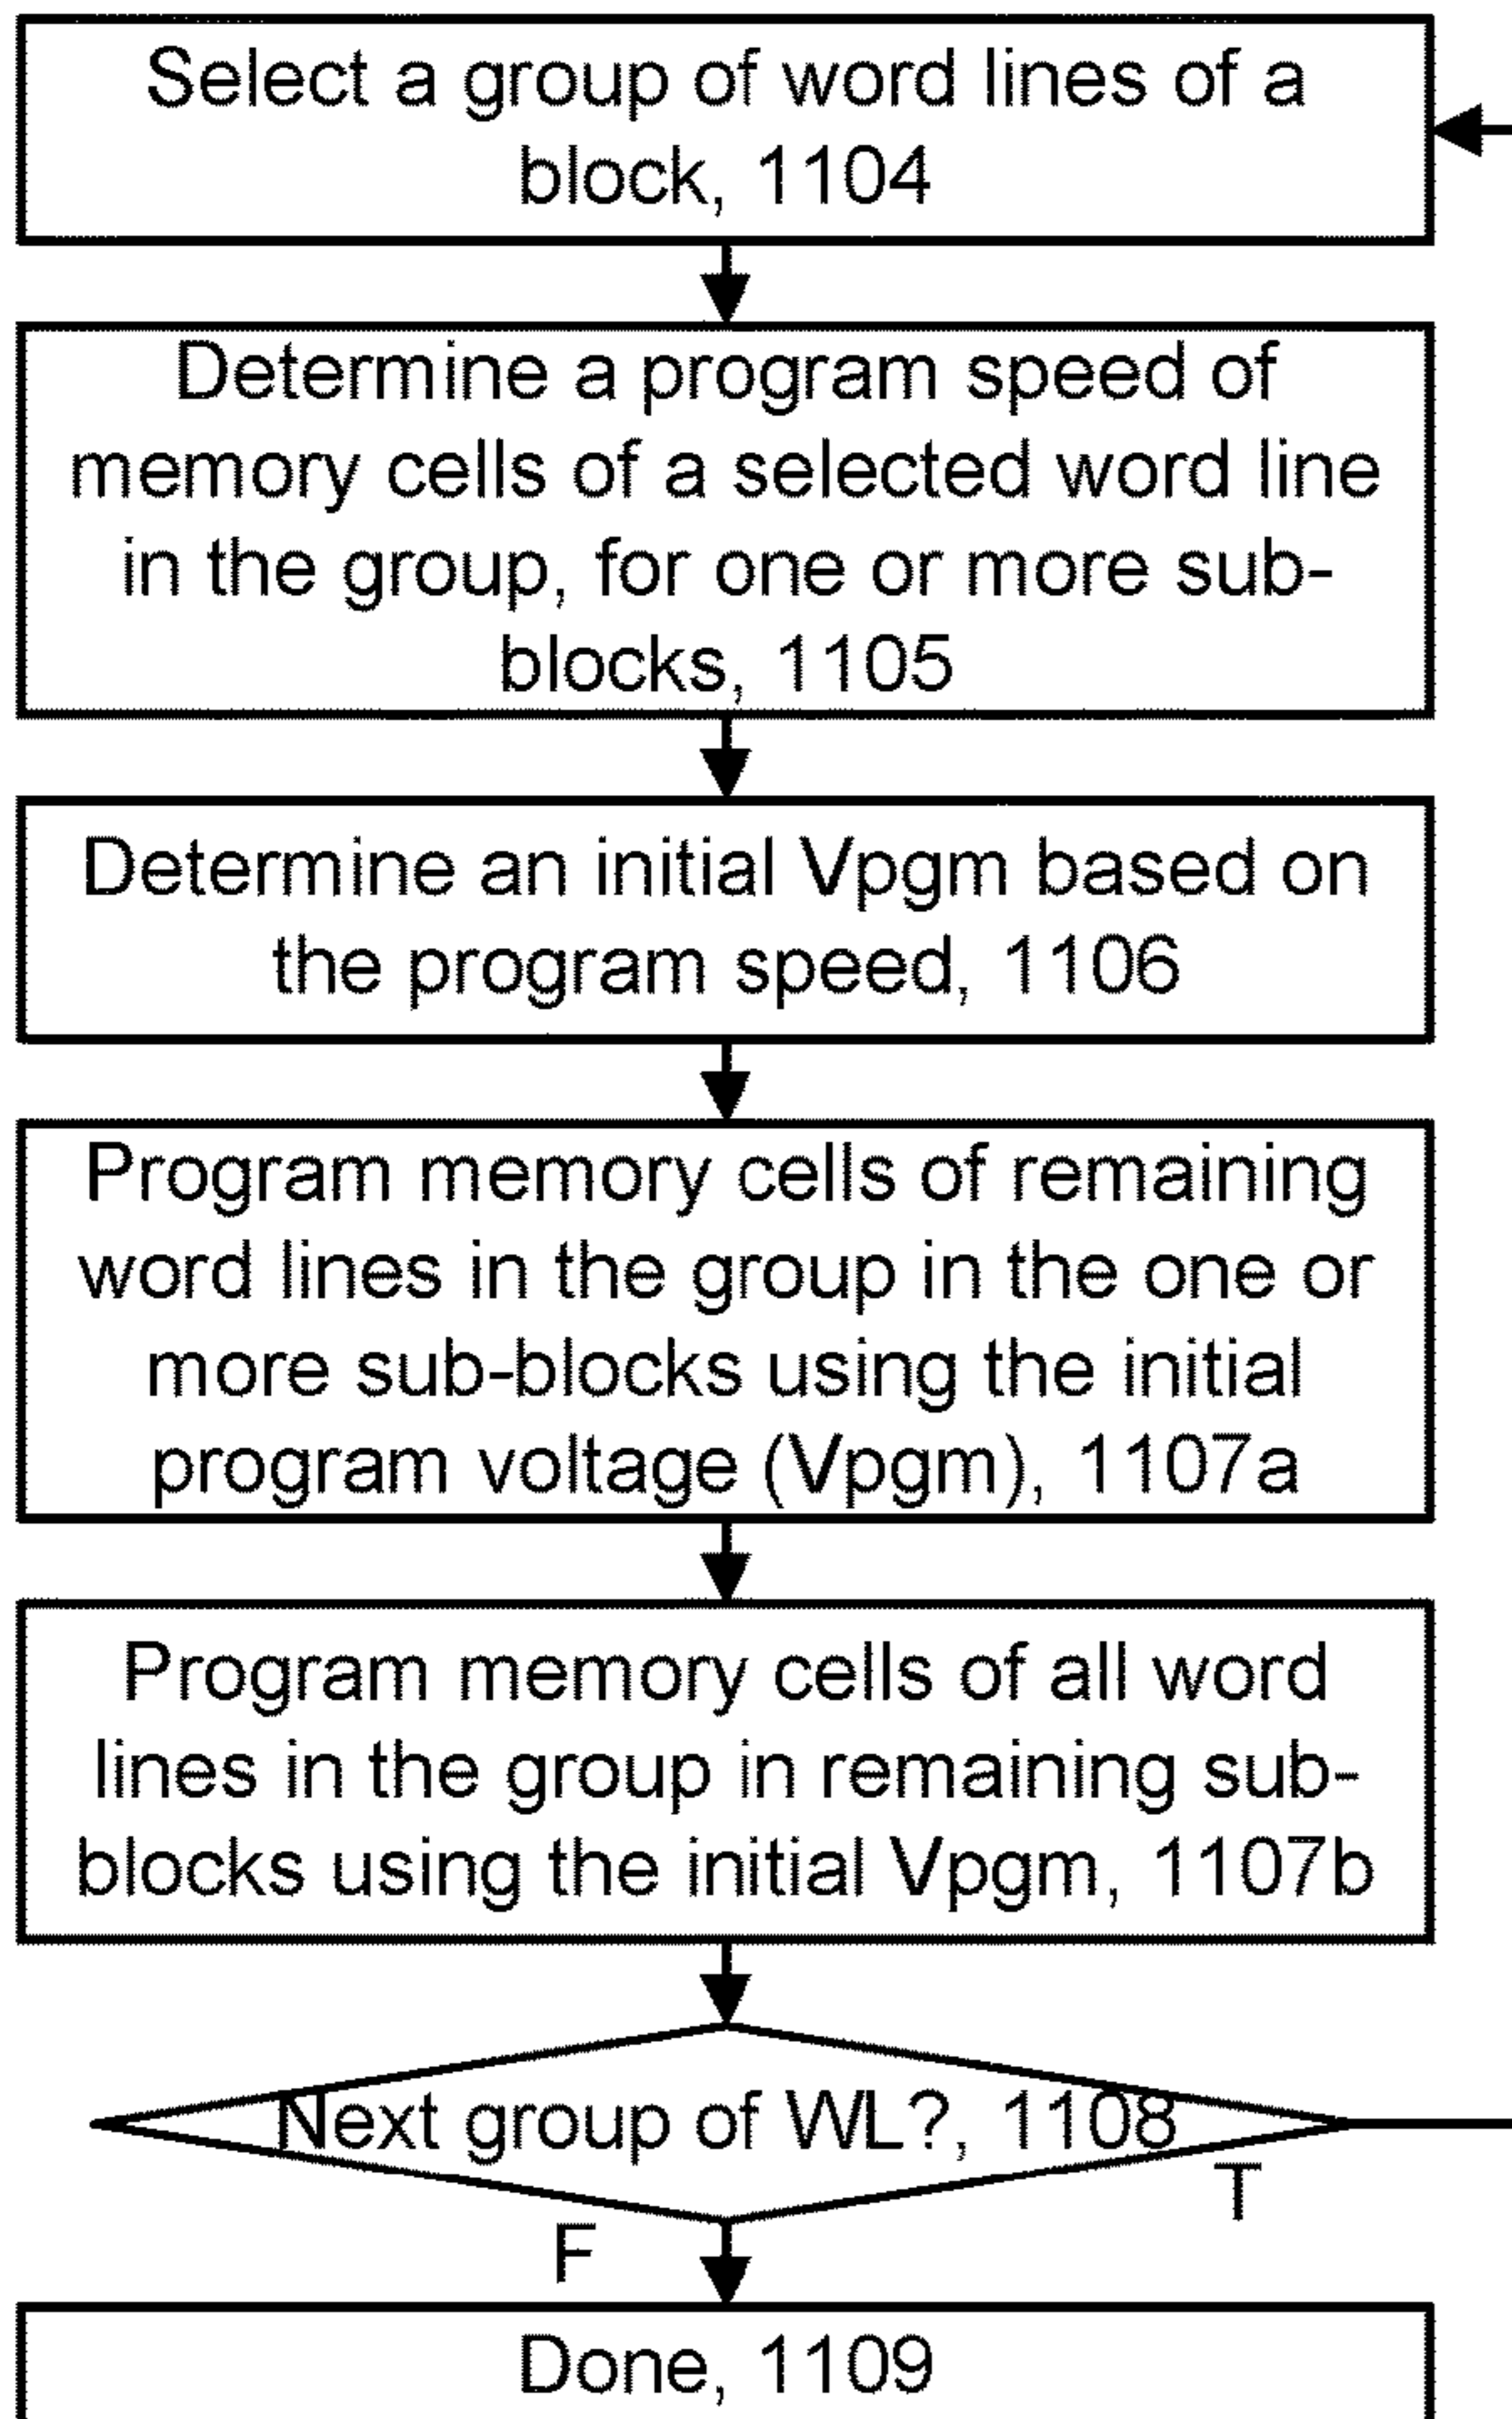 Select a group of word lines of a
block, 1104
Determine a program speed of
memory cells of a selected word line
in the group, for one or more sub-
blocks, 1105
Determine an initial Vpgm based on
the program speed, 1106
Program memory cells of remaining
word lines in the group in the one or
more sub-blocks using the initial
program voltage (Vpgm), 1107a
Program memory cells of all word
lines in the group in remaining sub-
blocks using the initial Vpgm, 1107b
Next group of WL?, 1108
T
F
Done, 1109